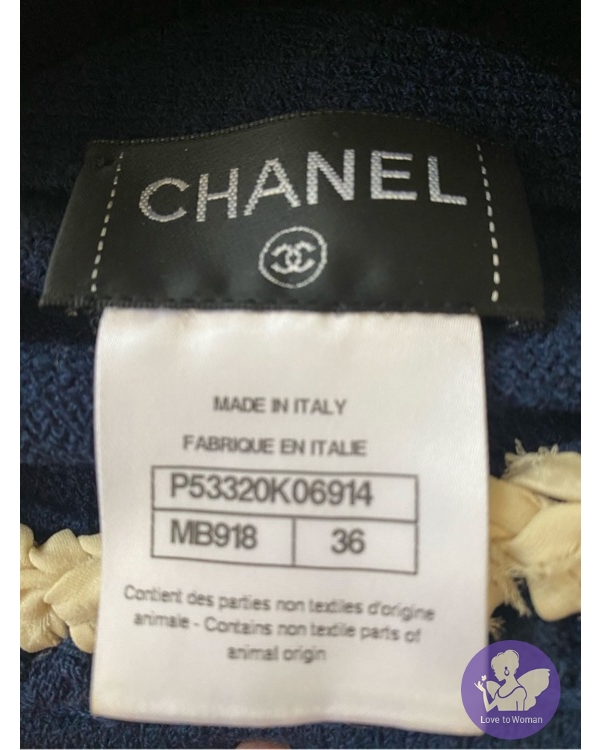 CHANEL
MADE IN ITALY
FABRIQUE EN ITALIE
P53320K06914
MB918 36
Contient des parties non textiles d'origine
animale - Contains non textile parts of
animal origin
Love to Woman